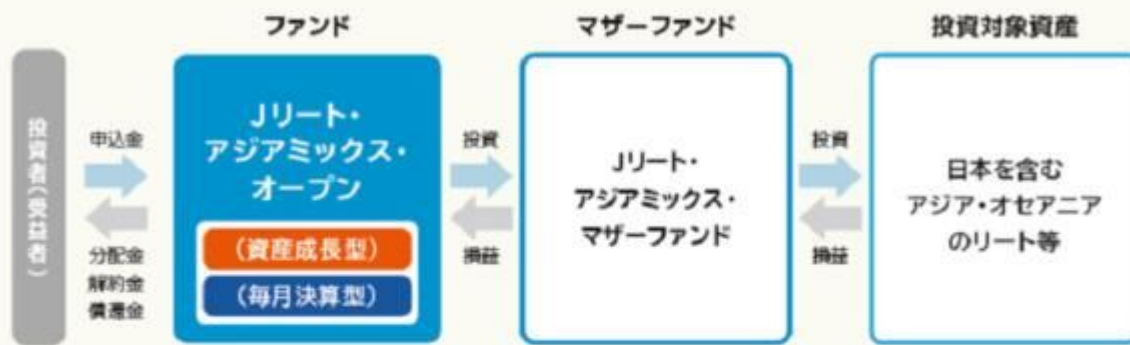 ファンド
マザーファンド
投資対象資産
投資者(受益者)
申込金
分配金
解約金
償還金
Jリート・
アジアミックス・
オープン
(資産成長型)
(毎月決算型)
投資
損益
Jリート・
アジアミックス・
マザーファンド
投資
損益
日本を含む
アジア・オセアニア
のリート等